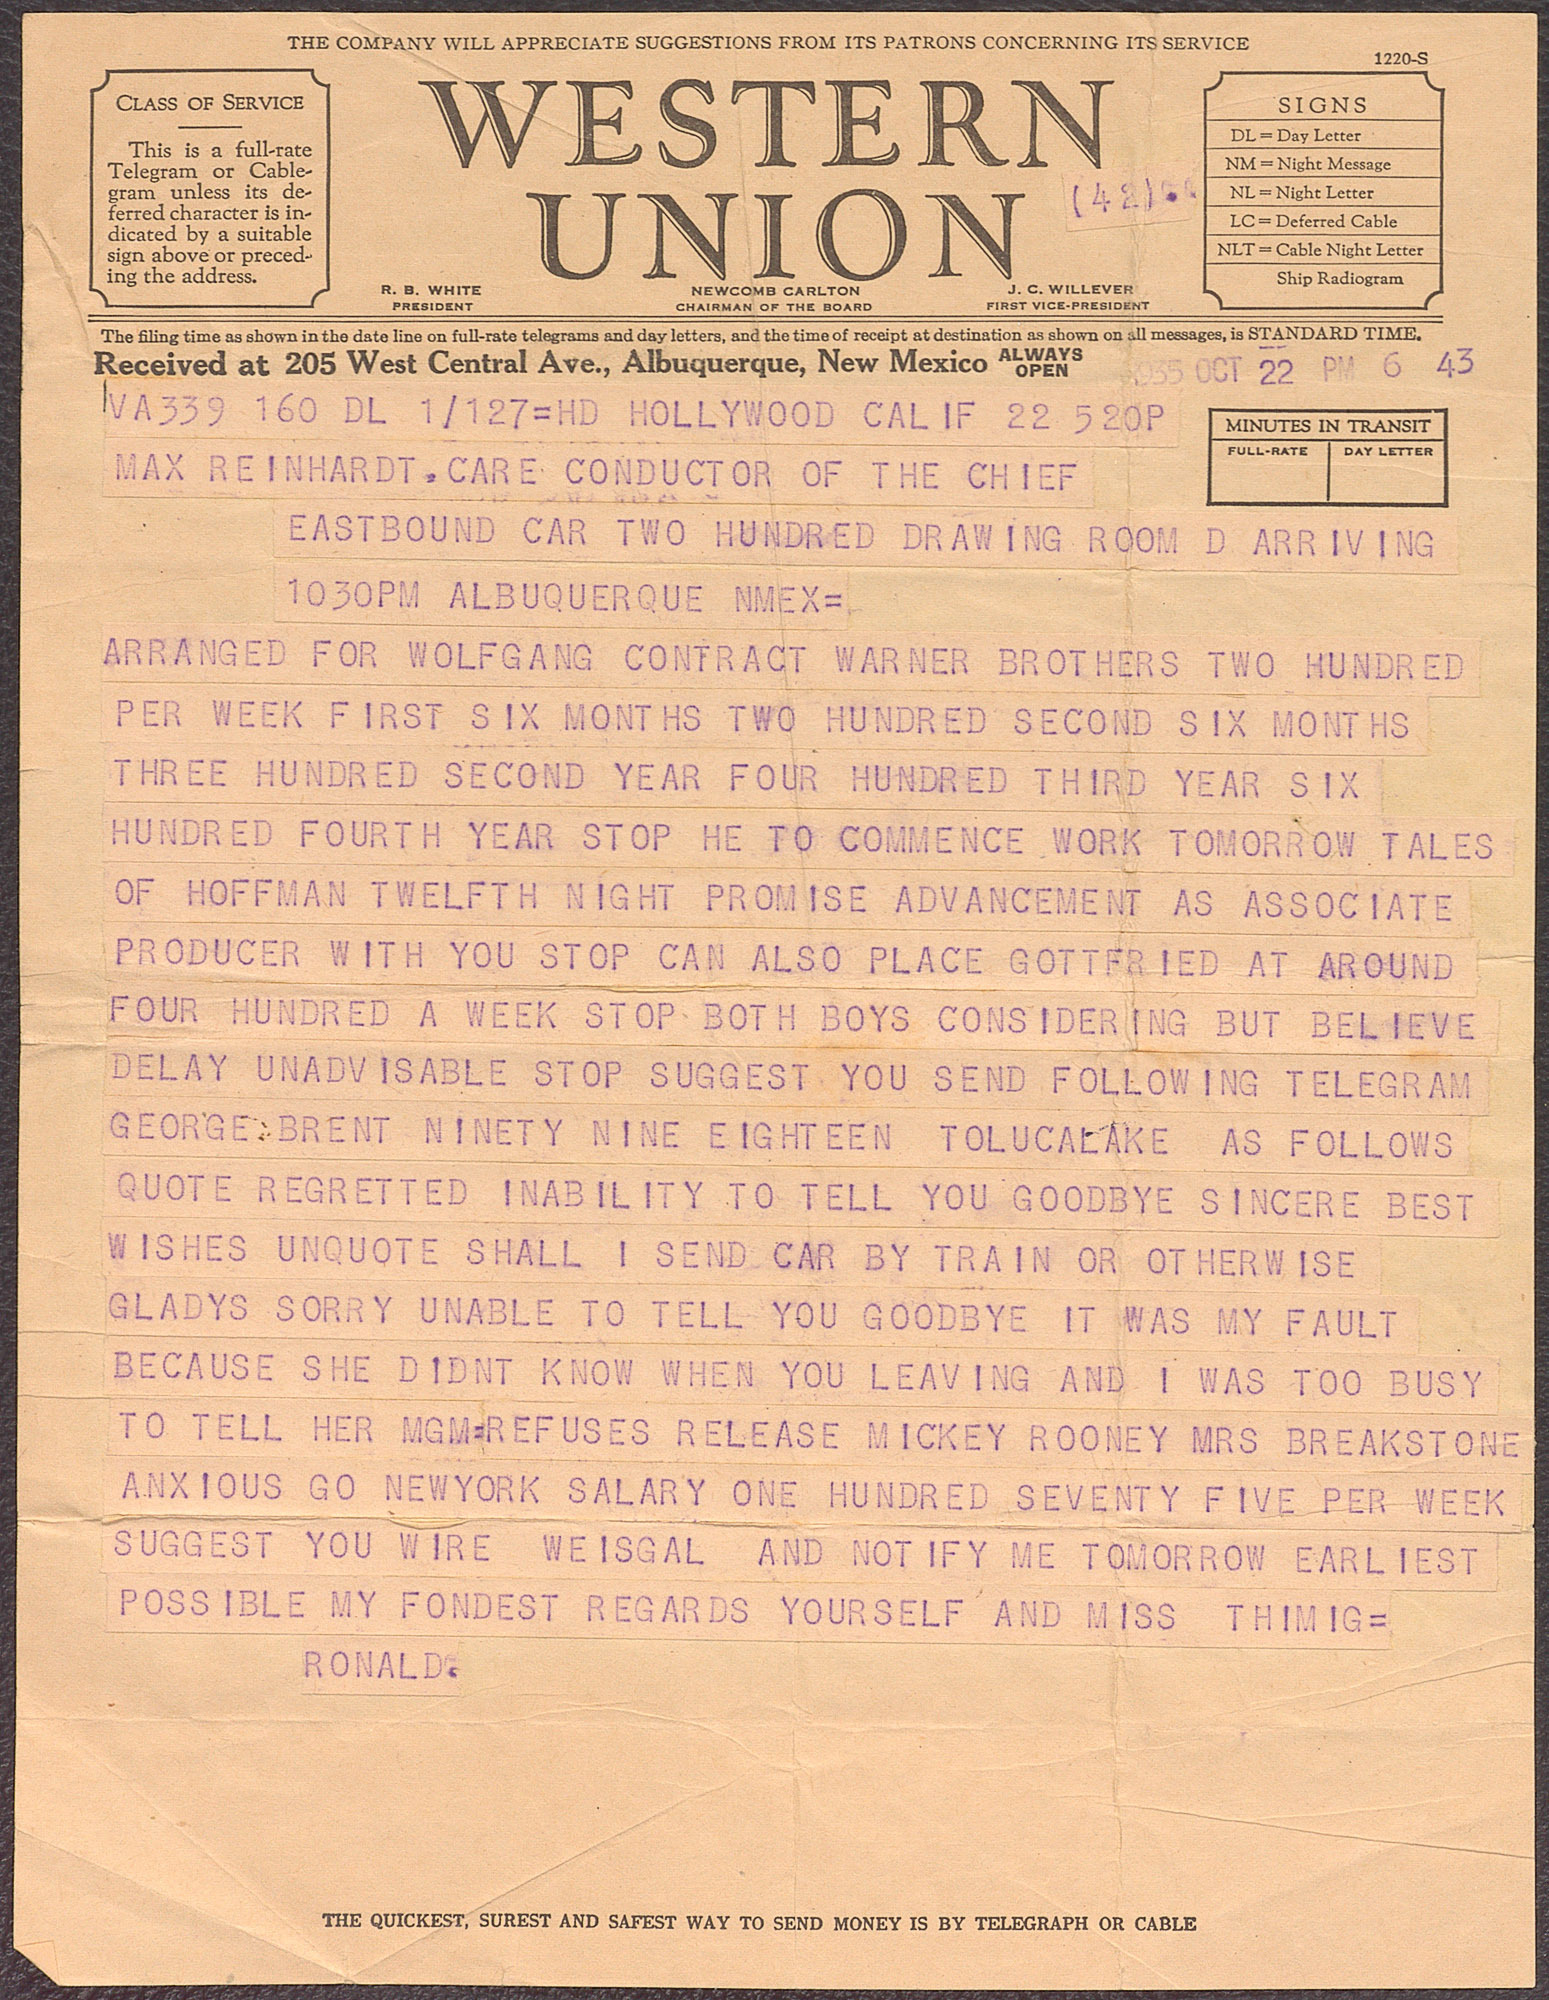 THE COMPANY WILL APPRECIATE SUGGESTIONS FROM ITS PATRONS CONCERNING ITS SERVICE
1220-S
CLASS OF SERVICE
This is a full-rate
Telegram or Cable-
gram unless its de-
ferred character is in-
dicated by a suitable
sign above or preced-
ing the address.
WESTERN
UNION
(42)
R. B. WHITE
PRESIDENT
NEWCOMB CARLTON
CHAIRMAN OF THE BOARD
J. C. WILLEVER
FIRST VICE-PRESIDENT
SIGNS
DL = Day Letter
NM = Night Message
NL = Night Letter
LC = Deferred Cable
NLT = Cable Night Letter
Ship Radiogram
The filing time as shown in the date line on full-rate telegrams and day letters, and the time of receipt at destination as shown on all messages, is STANDARD TIME.
Received at 205 West Central Ave., Albuquerque, New Mexico ALWAYS OPEN
1935 OCT 22 PM 6 43
MINUTES IN TRANSIT
FULL-RATE DAY LETTER
VA339 160 DL 1/127=HD HOLLYWOOD CALIF 22 520P
MAX REINHARDT.CARE CONDUCTOR OF THE CHIEF
EASTBOUND CAR TWO HUNDRED DRAWING ROOM D ARRIVING
1030PM ALBUQUERQUE NMEX=
ARRANGED FOR WOLFGANG CONTRACT WARNER BROTHERS TWO HUNDRED
PER WEEK FIRST SIX MONTHS TWO HUNDRED SECOND SIX MONTHS
THREE HUNDRED SECOND YEAR FOUR HUNDRED THIRD YEAR SIX
HUNDRED FOURTH YEAR STOP HE TO COMMENCE WORK TOMORROW TALES
OF HOFFMAN TWELFTH NIGHT PROMISE ADVANCEMENT AS ASSOCIATE
PRODUCER WITH YOU STOP CAN ALSO PLACE GOTTFRIED AT AROUND
FOUR HUNDRED A WEEK STOP BOTH BOYS CONSIDERING BUT BELIEVE
DELAY UNADVISABLE STOP SUGGEST YOU SEND FOLLOWING TELEGRAM
GEORGE BRENT NINETY NINE EIGHTEEN TOLUCALAKE AS FOLLOWS
QUOTE REGRETTED INABILITY TO TELL YOU GOODBYE SINCERE BEST
WISHES UNQUOTE SHALL I SEND CAR BY TRAIN OR OTHERWISE
GLADYS SORRY UNABLE TO TELL YOU GOODBYE IT WAS MY FAULT
BECAUSE SHE DIDNT KNOW WHEN YOU LEAVING AND I WAS TOO BUSY
TO TELL HER MGM=REFUSES RELEASE MICKEY ROONEY MRS BREAKSTONE
ANXIOUS GO NEWYORK SALARY ONE HUNDRED SEVENTY FIVE PER WEEK
SUGGEST YOU WIRE WEISGAL AND NOTIFY ME TOMORROW EARLIEST
POSSIBLE MY FONDEST REGARDS YOURSELF AND MISS THIMIG=
RONALD.
THE QUICKEST, SUREST AND SAFEST WAY TO SEND MONEY IS BY TELEGRAPH OR CABLE